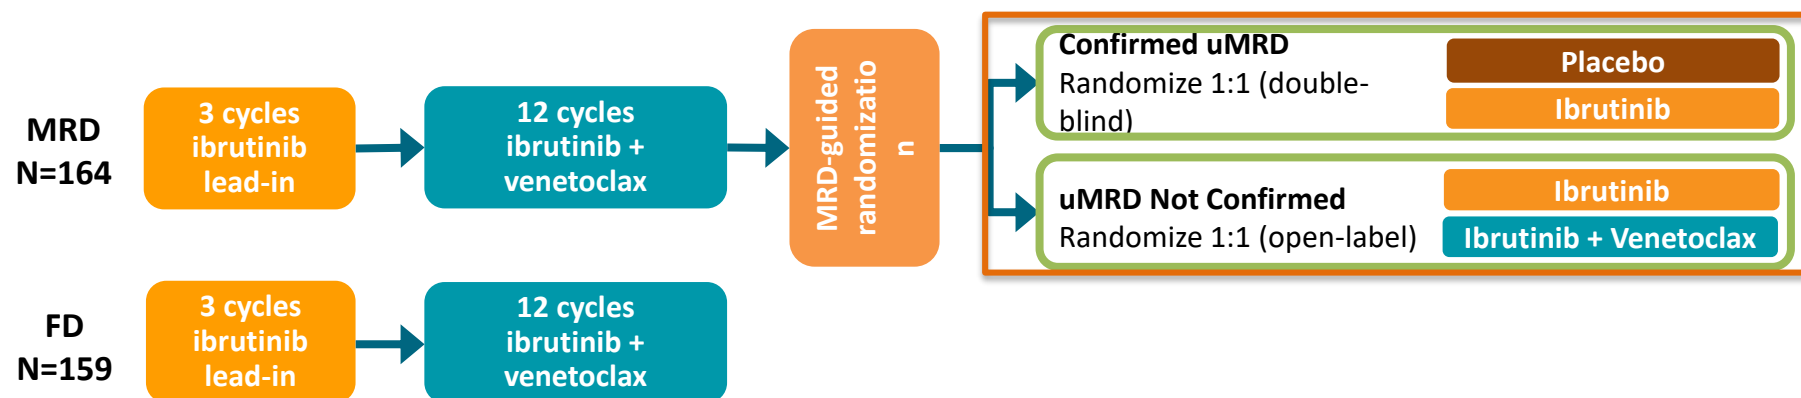 MRD
N=164
3 cycles
ibrutinib
lead-in
12 cycles
ibrutinib +
venetoclax
MRD-guided
randomizatio
n
Confirmed uMRD
Randomize 1:1 (double-
blind)
Placebo
Ibrutinib
uMRD Not Confirmed
Randomize 1:1 (open-label)
Ibrutinib
Ibrutinib + Venetoclax
FD
N=159
3 cycles
ibrutinib
lead-in
12 cycles
ibrutinib +
venetoclax